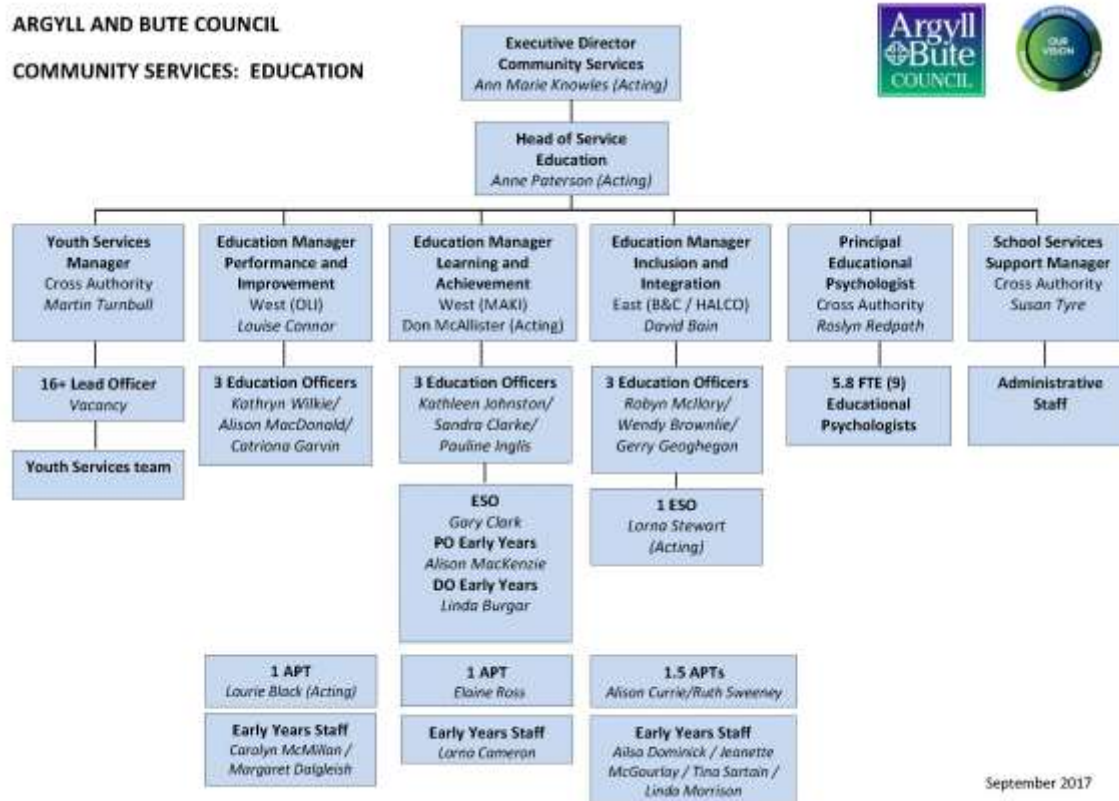 ARGYLL AND BUTE COUNCIL
COMMUNITY SERVICES: EDUCATION
Argyll
Bute
COUNCIL
OUR
VISION
Executive Director
Community Services
Ann Marie Knowles (Acting)
Head of Service
Education
Anne Paterson (Acting)
Youth Services
Manager
Cross Authority
Martin Turnbull
Education Manager
Performance and
Improvement
West (OLI)
Louise Connor
Education Manager
Learning and
Achievement
West (MAKI)
Don McAllister (Acting)
Education Manager
Inclusion and
Integration
East (B&C / HALCO)
David Bain
Principal
Educational
Psychologist
Cross Authority
Roslyn Redpath
School Services
Support Manager
Cross Authority
Susan Tyre
16+ Lead Officer
Vacancy
3 Education Officers
Kathryn Wilkie/
Alison MacDonald/
Catriona Garvin
3 Education Officers
Kathleen Johnston/
Sandra Clarke/
Pauline Inglis
3 Education Officers
Robyn McIlory/
Wendy Brownlie/
Gerry Geoghegan
5.8 FTE (9)
Educational
Psychologists
Administrative
Staff
Youth Services team
ESO
Gary Clark
PO Early Years
Alison MacKenzie
DO Early Years
Linda Burgar
1 ESO
Lorna Stewart
(Acting)
1 APT
Laurie Black (Acting)
1 APT
Elaine Ross
1.5 APTs
Alison Currie/Ruth Sweeney
Early Years Staff
Carolyn McMillan /
Margaret Dalgleish
Early Years Staff
Lorna Cameron
Early Years Staff
Ailsa Dominick / Jeanette
McGourlay / Tina Sartain /
Linda Morrison
September 2017